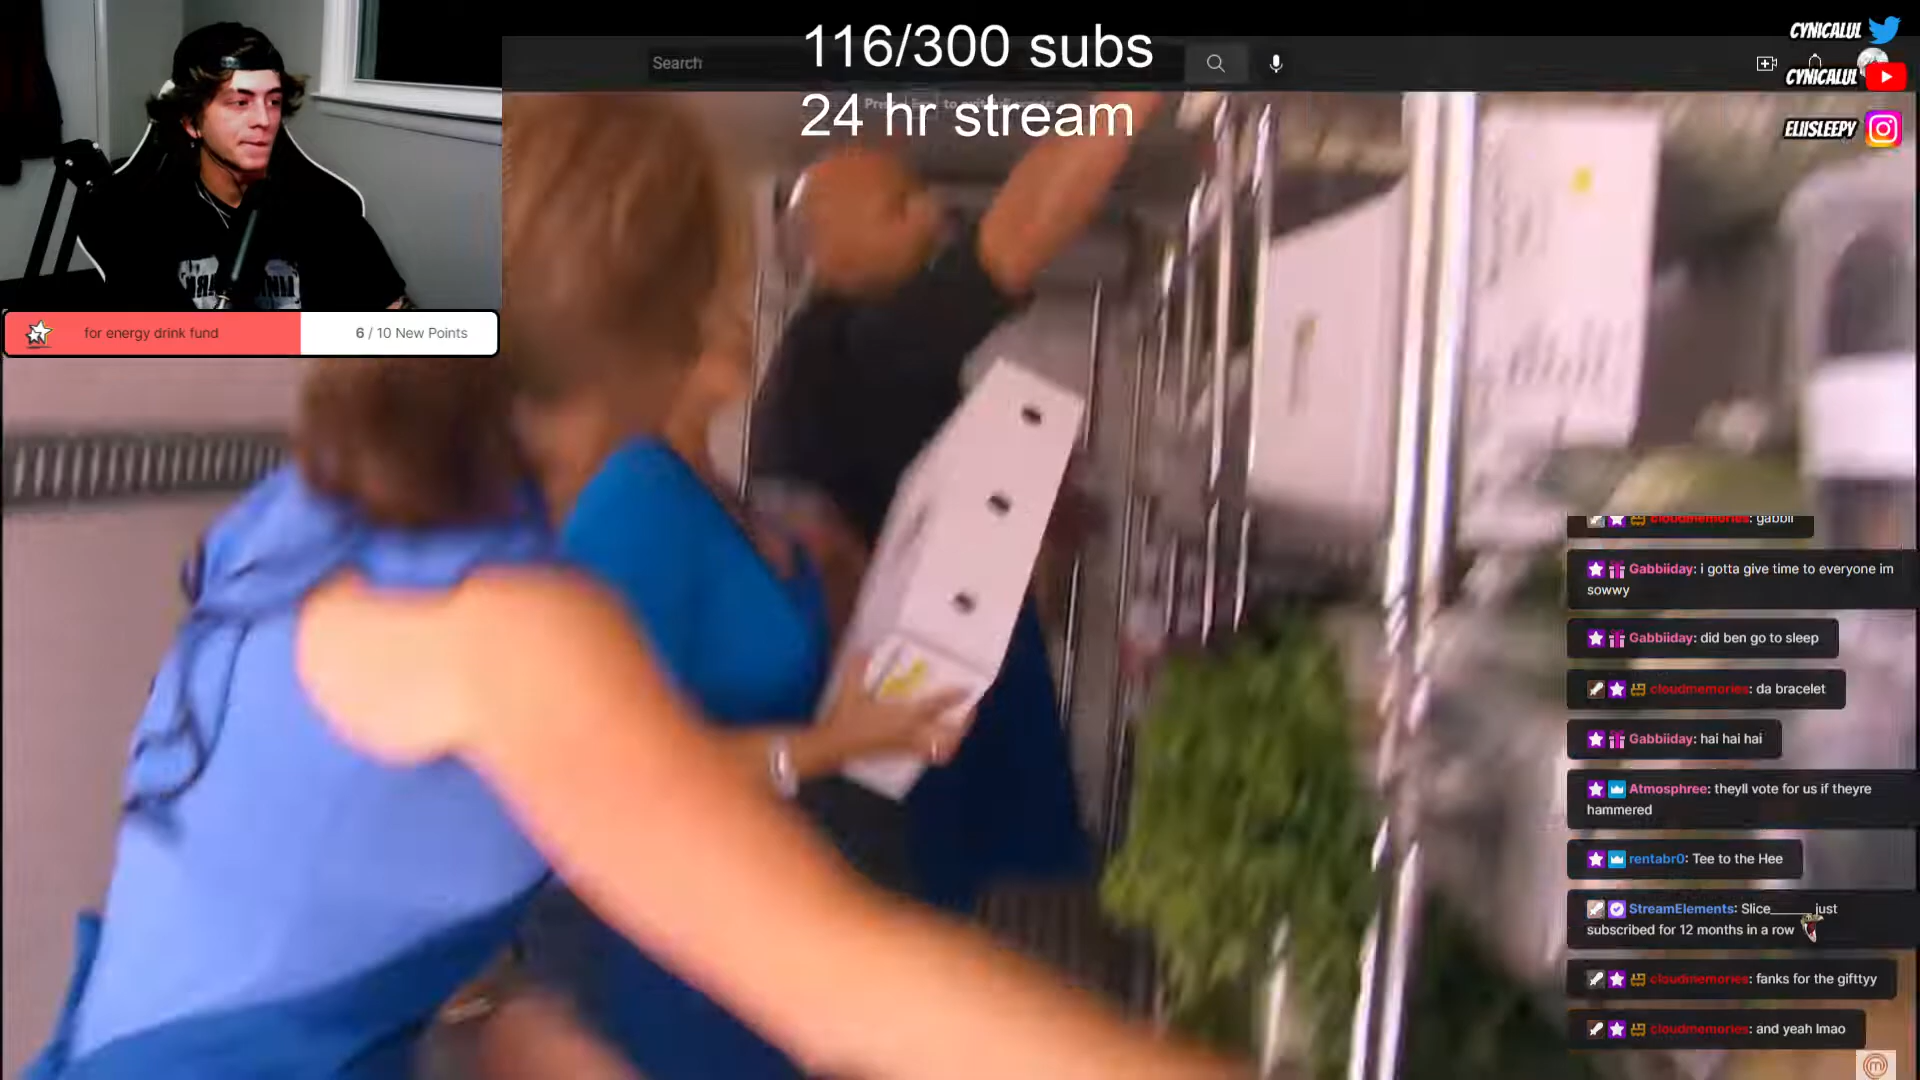 116/300 subs
24 hr stream
Search
CYNICALUL
CYNICALUL
ELIISLEEPY
for energy drink fund
6 / 10 New Points
cloudmemories: gabbii
Gabbiiday: i gotta give time to everyone im
sowwy
Gabbiiday: did ben go to sleep
cloudmemories: da bracelet
Gabbiiday: hai hai hai
Atmosphree: theyll vote for us if theyre
hammered
rentabr0: Tee to the Hee
StreamElements: Slice______ just
subscribed for 12 months in a row
cloudmemories: fanks for the gifttyy
cloudmemories: and yeah lmao